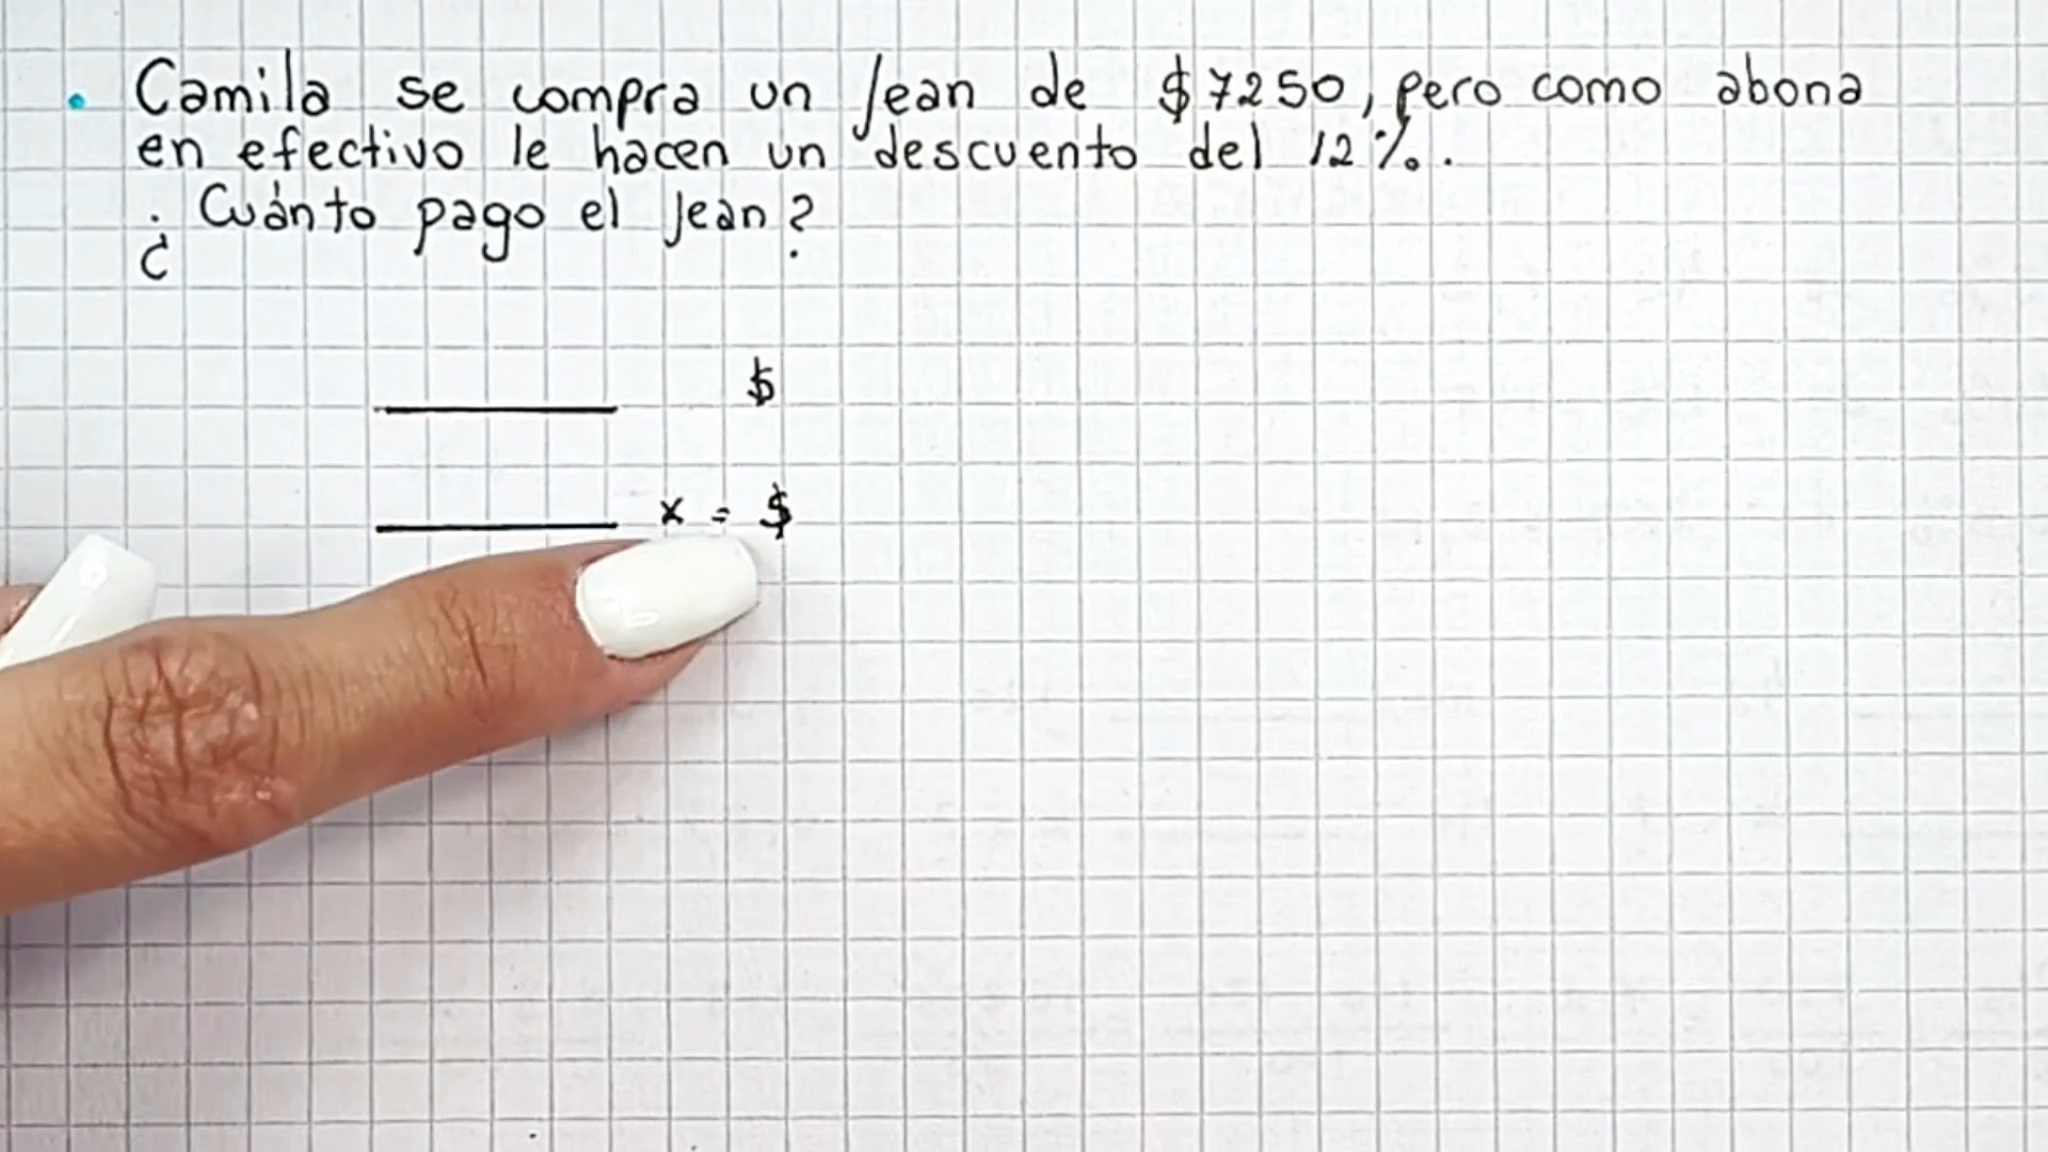 Camila se compra un Jean de $7250, pero como abona
en efectivo le hacen un descuento del 12%.
¿Cuánto pago el Jean?
$
x = $